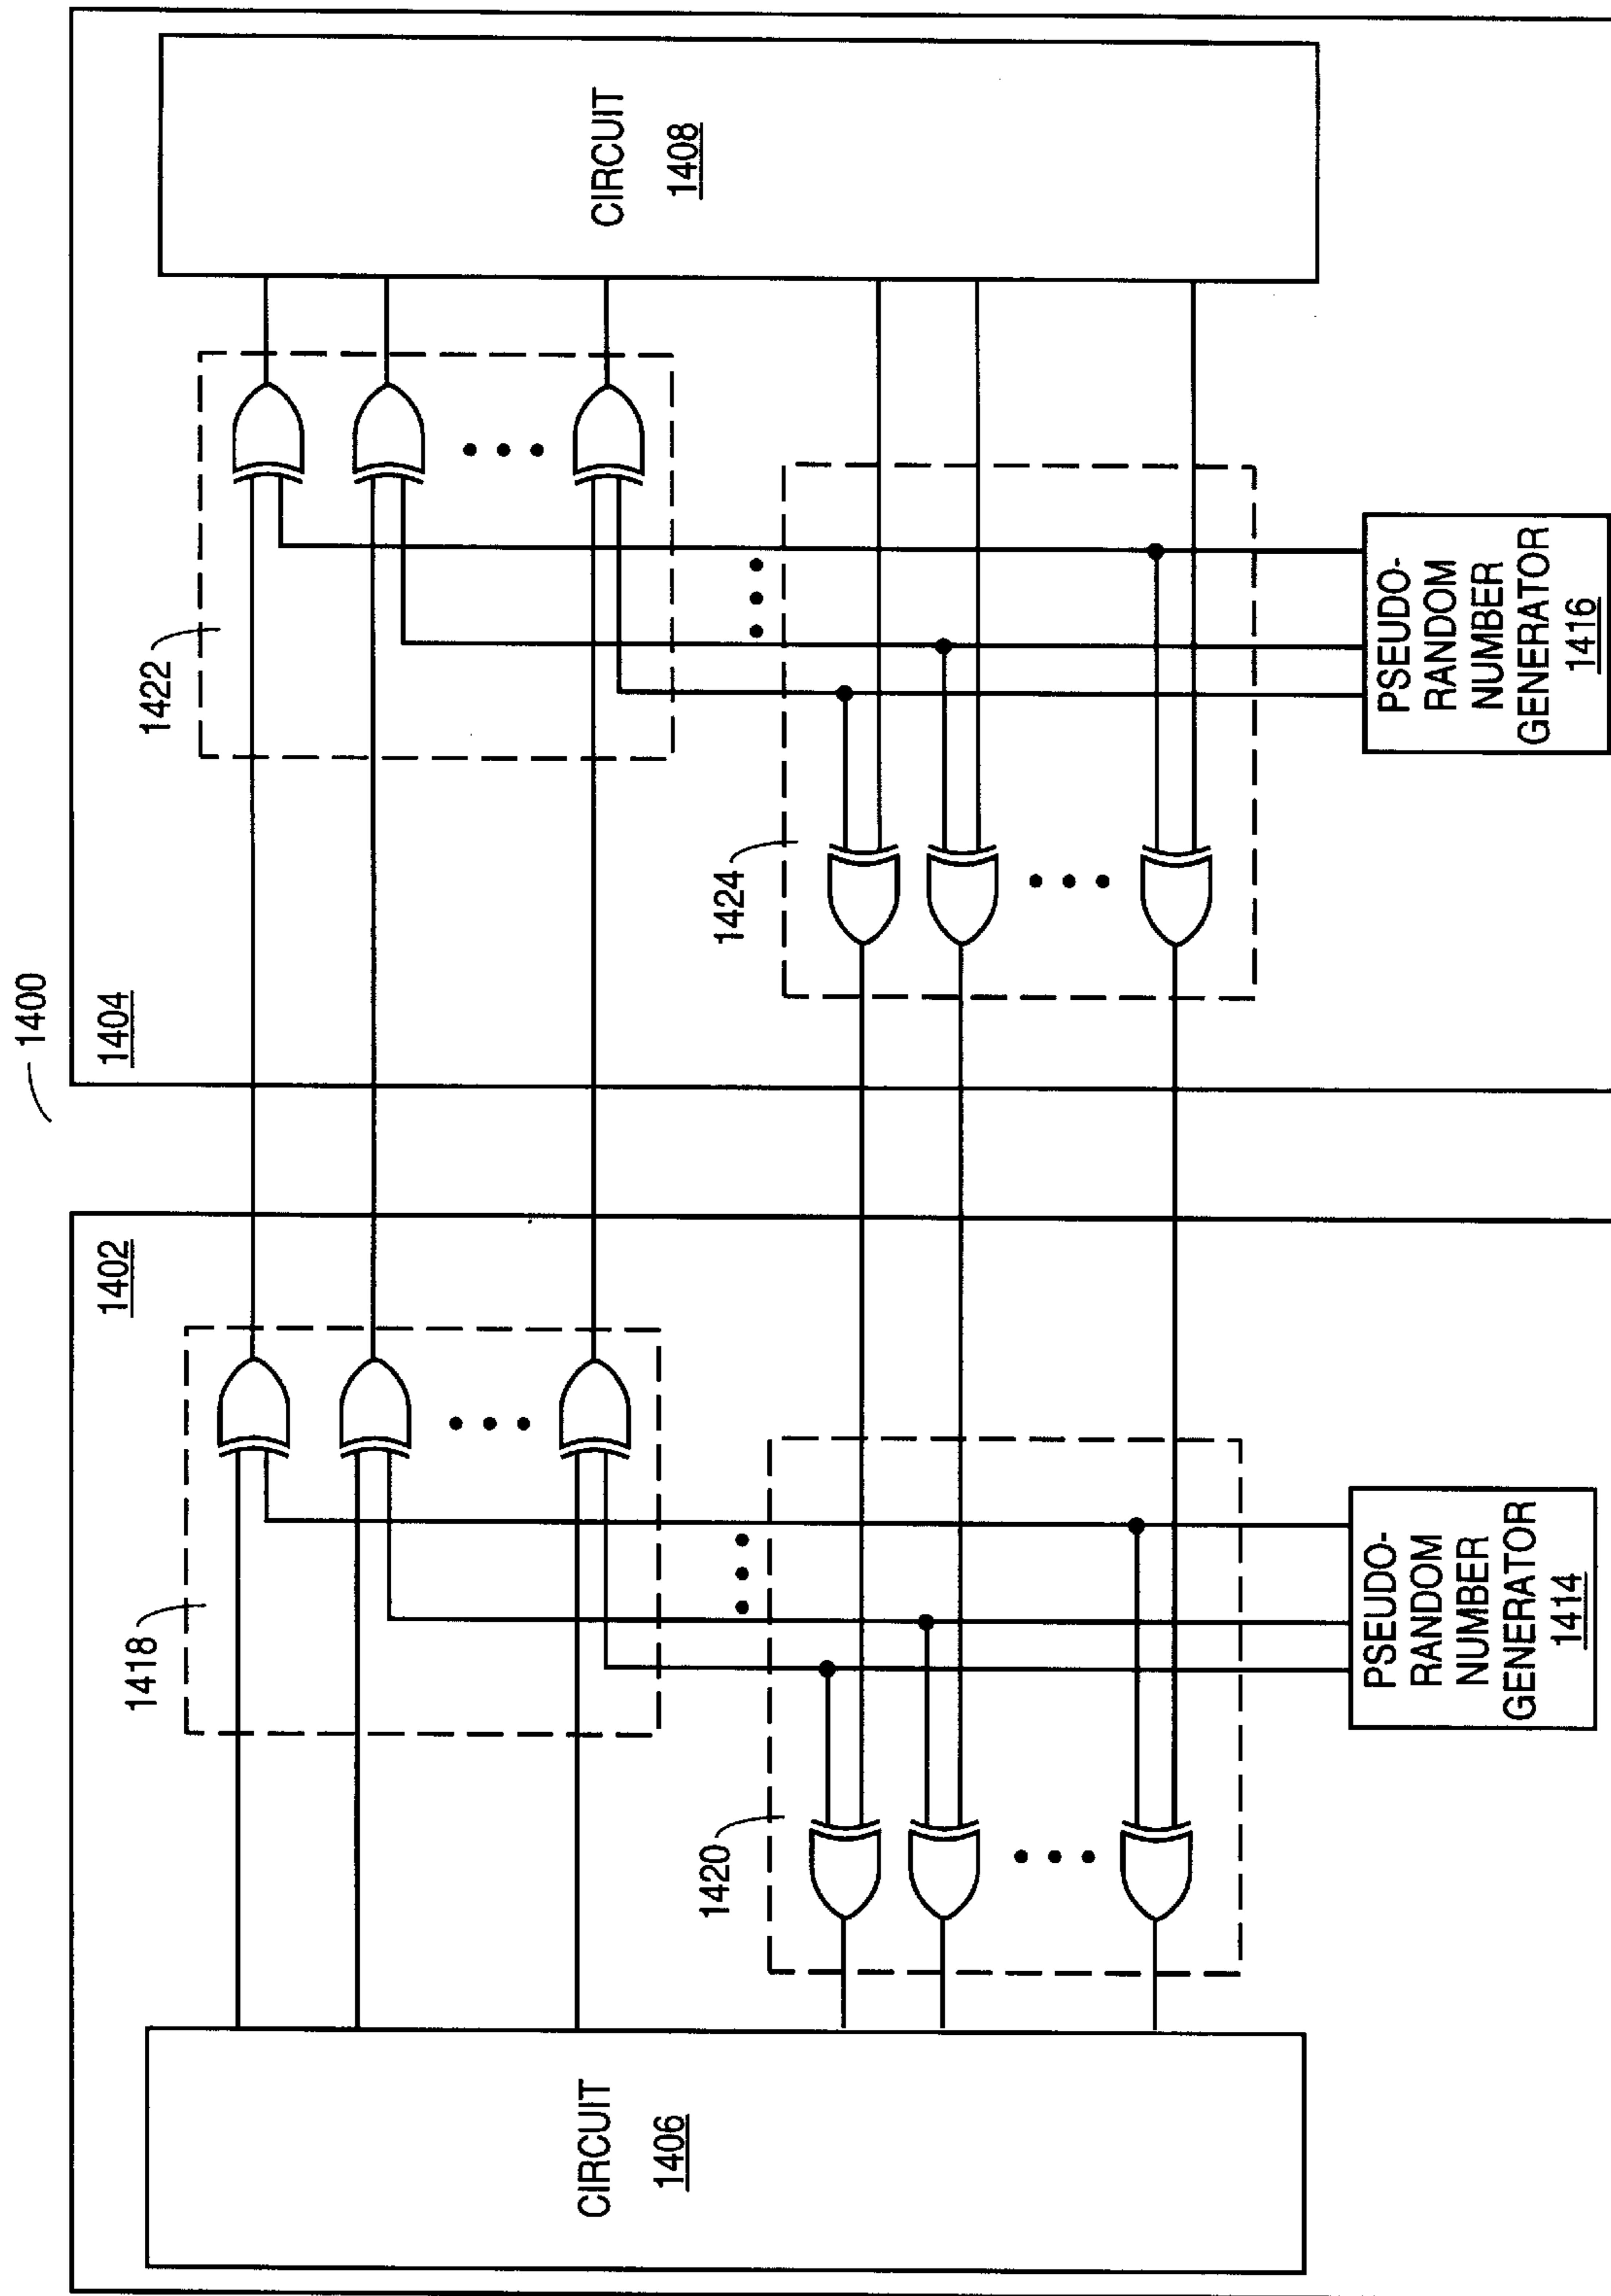 1400
1402
1404
CIRCUIT
1406
1418
1420
PSEUDO-
RANDOM
NUMBER
GENERATOR
1414
1422
1424
CIRCUIT
1408
PSEUDO-
RANDOM
NUMBER
GENERATOR
1416